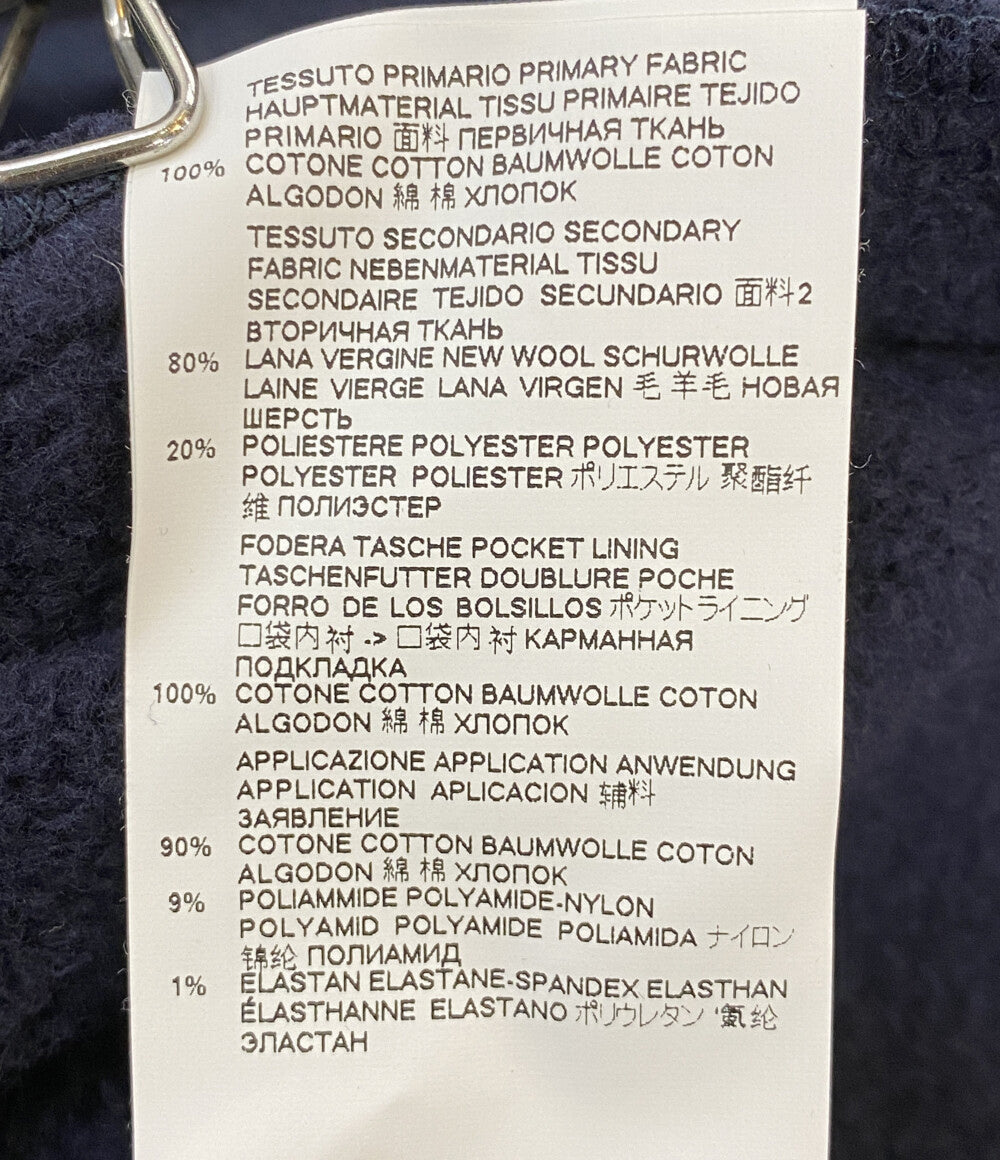 TESSUTO PRIMARIO PRIMARY FABRIC
HAUPTMATERIAL TISSU PRIMAIRE TEJIDO
PRIMARIO 面料 ПЕРВИЧНАЯ ТКАНЬ
100% COTONE COTTON BAUMWOLLE COTON
ALGODON 綿 棉 ХЛОПОК
TESSUTO SECONDARIO SECONDARY
FABRIC NEBENMATERIAL TISSU
SECONDAIRE TEJIDO SECUNDARIO 面料2
ВТОРИЧНАЯ ТКАНЬ
80% LANA VERGINE NEW WOOL SCHURWOLLE
LAINE VIERGE LANA VIRGEN 毛 羊毛 НОВАЯ
ШЕРСТЬ
20% POLIESTERE POLYESTER POLYESTER
POLYESTER POLIESTER ポリエステル 聚酯纤
维 ПОЛИЭСТЕР
FODERA TASCHE POCKET LINING
TASCHENFUTTER DOUBLURE POCHE
FORRO DE LOS BOLSILLOS ポケットライニング
口袋内衬 -> 口袋内衬 КАРМАННАЯ
ПОДКЛАДКА
100% COTONE COTTON BAUMWOLLE COTON
ALGODON 綿 棉 ХЛОПОК
APPLICAZIONE APPLICATION ANWENDUNG
APPLICATION APLICACION 辅料
ЗАЯВЛЕНИЕ
90% COTONE COTTON BAUMWOLLE COTON
ALGODON 綿 棉 ХЛОПОК
9% POLIAMMIDE POLYAMIDE-NYLON
POLYAMID POLYAMIDE POLIAMIDA ナイロン
锦纶 ПОЛИАМИД
1% ELASTAN ELASTANE-SPANDEX ELASTHAN
ÉLASTHANNE ELASTANO ポリウレタン '氨纶
ЭЛАСТАН